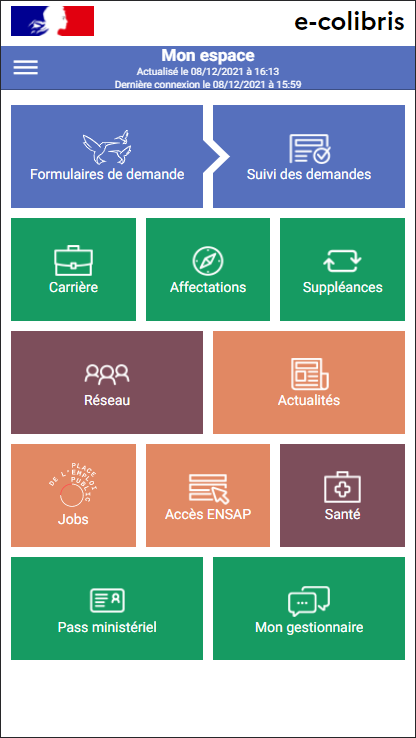 e-colibris
Mon espace
Actualisé le 08/12/2021 à 16:13
Dernière connexion le 08/12/2021 à 15:59
Formulaires de demande
Suivi des demandes
Carrière
Affectations
Suppléances
Réseau
Actualités
PLACE
DE L'EMPLOI
PUBLIC
Jobs
Accès ENSAP
Santé
Pass ministériel
Mon gestionnaire